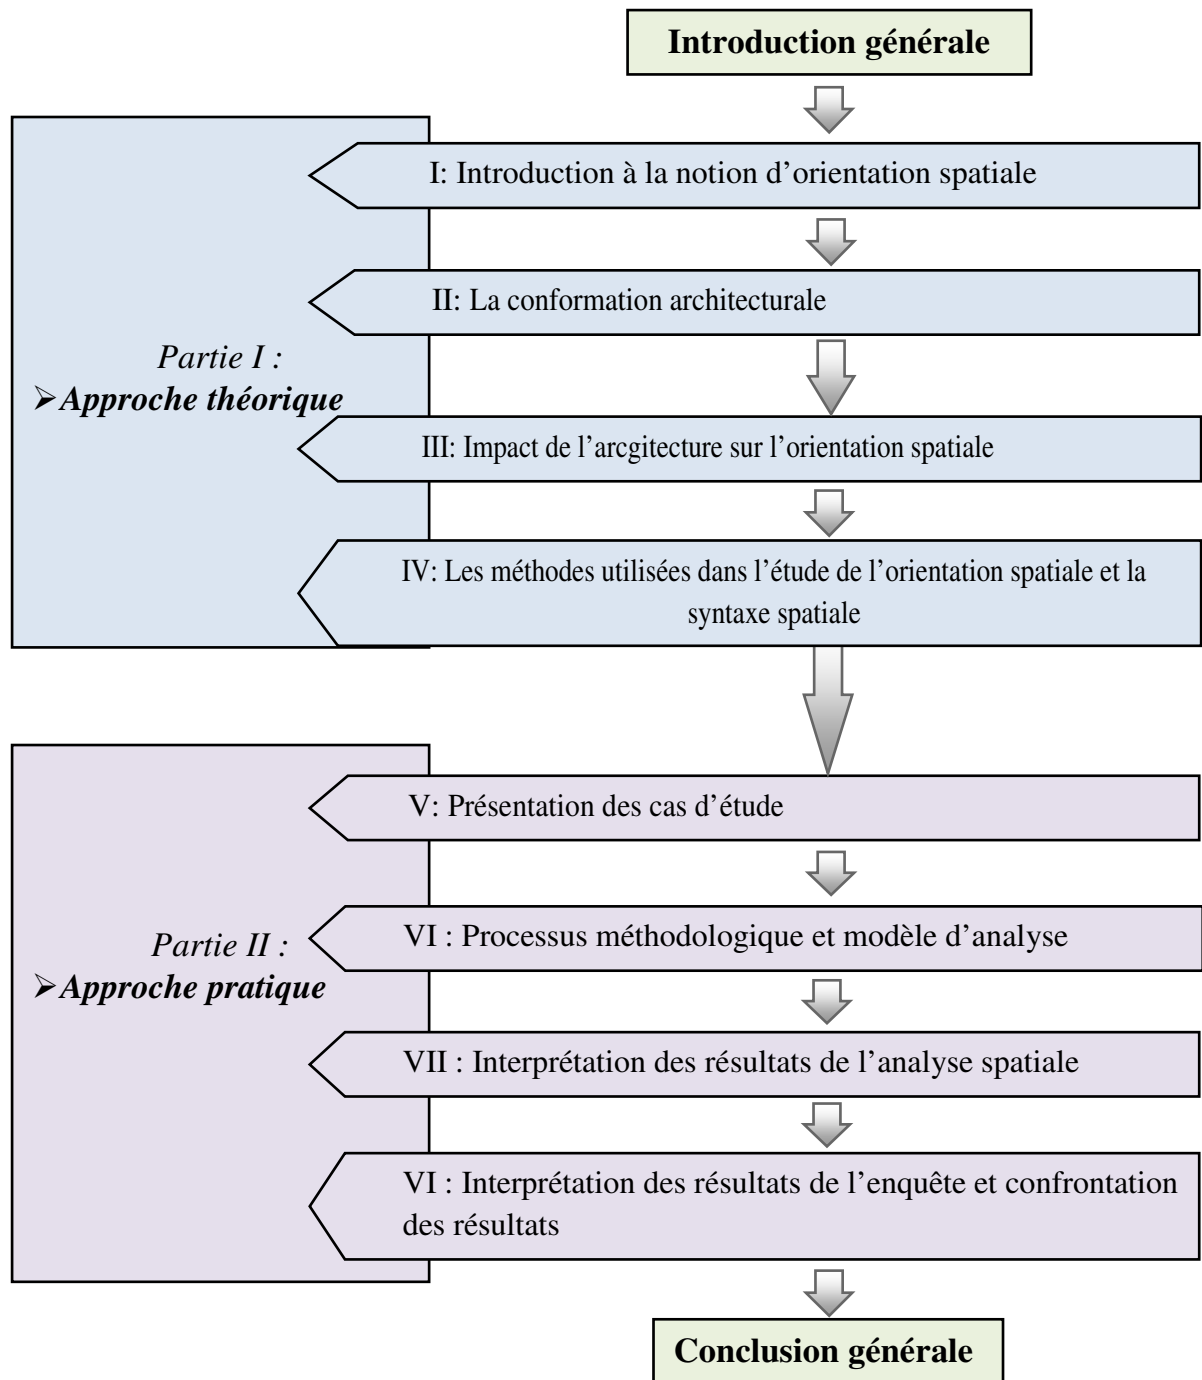 Introduction générale
Partie I :
➢Approche théorique
I: Introduction à la notion d’orientation spatiale
II: La conformation architecturale
III: Impact de l’arcgitecture sur l’orientation spatiale
IV: Les méthodes utilisées dans l’étude de l’orientation spatiale et la
syntaxe spatiale
Partie II :
➢Approche pratique
V: Présentation des cas d’étude
VI : Processus méthodologique et modèle d’analyse
VII : Interprétation des résultats de l’analyse spatiale
VI : Interprétation des résultats de l’enquête et confrontation
des résultats
Conclusion générale